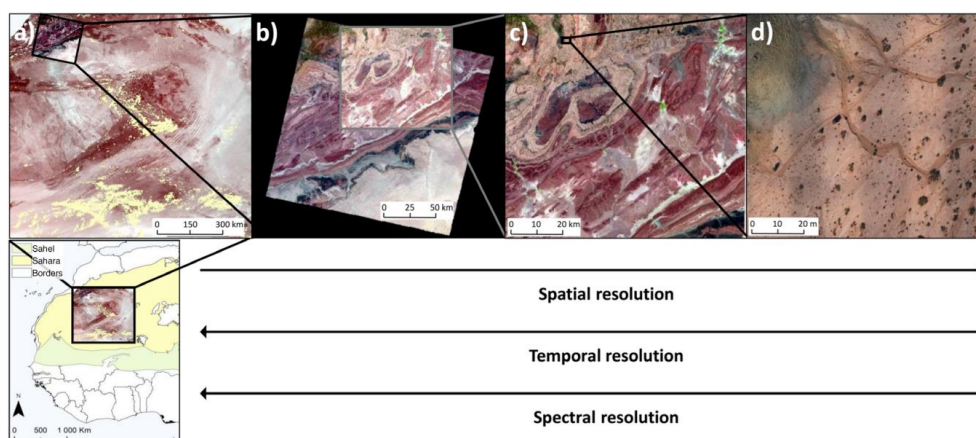 a)
b)
c)
d)
0 150 300 km
0 25 50 km
0 10 20 km
0 10 20 m
Sahel
Sahara
Borders
N
0 500 1 000 Km
Spatial resolution
Temporal resolution
Spectral resolution